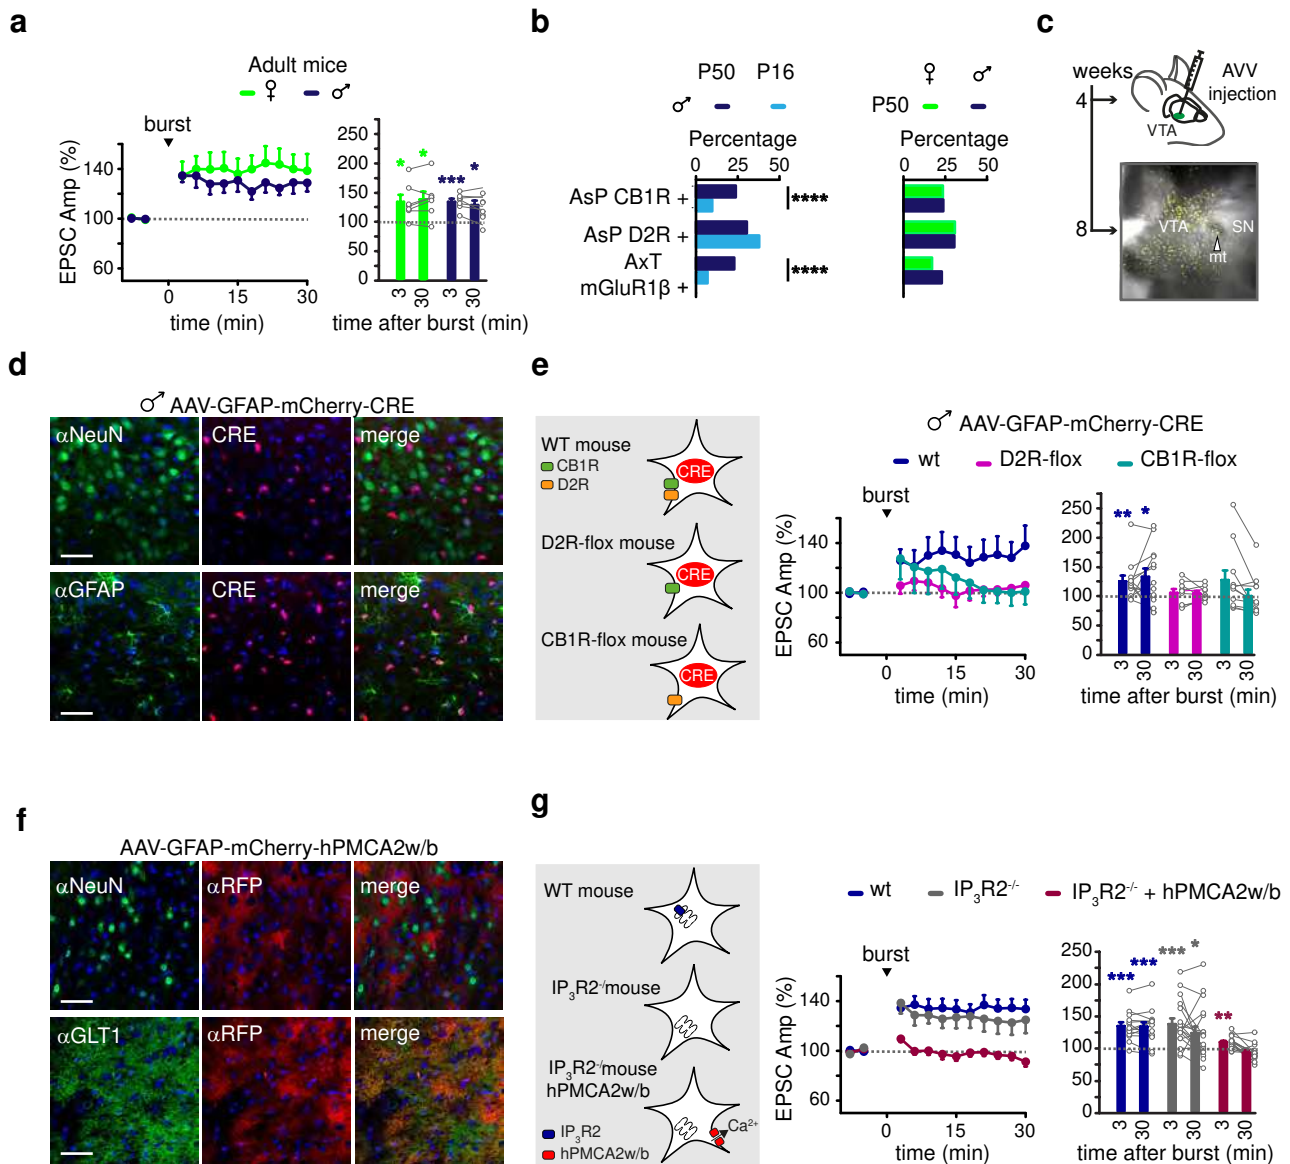 a
Adult mice
♀ ♂
burst
EPSC Amp (%)
140
100
60
0 15 30
time (min)
250
200
150
100
50
0
* * *** *
3 30 3 30
time after burst (min)
b
P50 P16
♂
Percentage
0 25 50
AsP CB1R +
AsP D2R +
AxT
mGluR1β +
****
****
♀ ♂
P50
Percentage
0 25 50
c
weeks
4
8
AVV
injection
VTA
VTA SN
mt
d
♂ AAV-GFAP-mCherry-CRE
αNeuN CRE merge
αGFAP CRE merge
e
WT mouse
CB1R
D2R
CRE
D2R-flox mouse
CRE
CB1R-flox mouse
CRE
♂ AAV-GFAP-mCherry-CRE
wt D2R-flox CB1R-flox
burst
EPSC Amp (%)
140
100
60
0 15 30
time (min)
250
200
150
100
50
0
** *
3 30 3 30 3 30
time after burst (min)
f
AAV-GFAP-mCherry-hPMCA2w/b
αNeuN αRFP merge
αGLT1 αRFP merge
g
WT mouse
IP3R2-/-mouse
IP3R2-/-mouse
hPMCA2w/b
Ca2+
IP3R2
hPMCA2w/b
wt IP3R2-/- IP3R2-/- + hPMCA2w/b
burst
EPSC Amp (%)
140
100
60
0 15 30
time (min)
250
200
150
100
50
0
*** *** *** * **
3 30 3 30 3 30
time after burst (min)